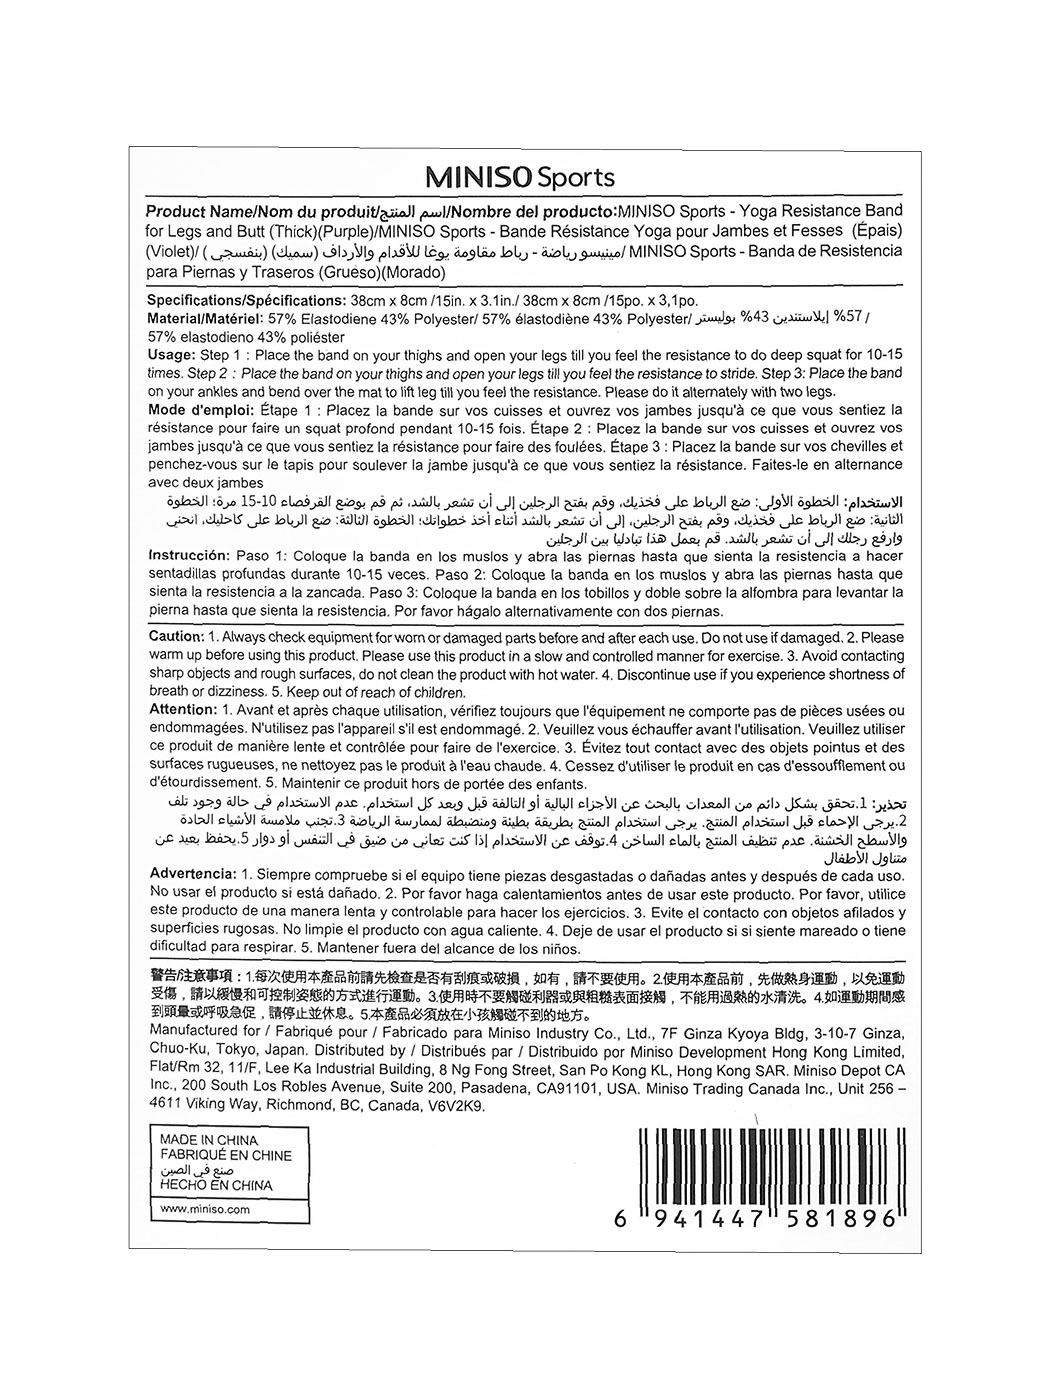 MINISO Sports
Product Name/Nom du produit/اسم المنتج/Nombre del producto:MINISO Sports - Yoga Resistance Band
for Legs and Butt (Thick)(Purple)/MINISO Sports - Bande Résistance Yoga pour Jambes et Fesses (Épais)
(Violet)/ مينيسو رياضة - رباط مقاومة يوغا للأقدام والأرداف (سميك) (بنفسجي )/ MINISO Sports - Banda de Resistencia
para Piernas y Traseros (Grueso)(Morado)
Specifications/Spécifications: 38cm x 8cm /15in. x 3.1in./ 38cm x 8cm /15po. x 3,1po.
Material/Matériel: 57% Elastodiene 43% Polyester/ 57% élastodiène 43% Polyester/ 57% إيلاستندين 43% بوليستر /
57% elastodieno 43% poliéster
Usage: Step 1 : Place the band on your thighs and open your legs till you feel the resistance to do deep squat for 10-15
times. Step 2 : Place the band on your thighs and open your legs till you feel the resistance to stride. Step 3: Place the band
on your ankles and bend over the mat to lift leg till you feel the resistance. Please do it alternately with two legs.
Mode d'emploi: Étape 1 : Placez la bande sur vos cuisses et ouvrez vos jambes jusqu'à ce que vous sentiez la
résistance pour faire un squat profond pendant 10-15 fois. Étape 2 : Placez la bande sur vos cuisses et ouvrez vos
jambes jusqu'à ce que vous sentiez la résistance pour faire des foulées. Étape 3 : Placez la bande sur vos chevilles et
penchez-vous sur le tapis pour soulever la jambe jusqu'à ce que vous sentiez la résistance. Faites-le en alternance
avec deux jambes
الاستخدام: الخطوة الأولى: ضع الرباط على فخذيك، وقم بفتح الرجلين إلى أن تشعر بالشد، ثم قم بوضع القرفصاء 10-15 مرة؛ الخطوة
الثانية: ضع الرباط على فخذيك، وقم بفتح الرجلين، إلى أن تشعر بالشد أثناء أخذ خطواتك؛ الخطوة الثالثة: ضع الرباط على كاحليك، انحني
وارفع رجلك إلى أن تشعر بالشد. قم بعمل هذا تبادليا بين الرجلين
Instrucción: Paso 1: Coloque la banda en los muslos y abra las piernas hasta que sienta la resistencia a hacer
sentadillas profundas durante 10-15 veces. Paso 2: Coloque la banda en los muslos y abra las piernas hasta que
sienta la resistencia a la zancada. Paso 3: Coloque la banda en los tobillos y doble sobre la alfombra para levantar la
pierna hasta que sienta la resistencia. Por favor hágalo alternativamente con dos piernas.
Caution: 1. Always check equipment for worn or damaged parts before and after each use. Do not use if damaged. 2. Please
warm up before using this product. Please use this product in a slow and controlled manner for exercise. 3. Avoid contacting
sharp objects and rough surfaces, do not clean the product with hot water. 4. Discontinue use if you experience shortness of
breath or dizziness. 5. Keep out of reach of children.
Attention: 1. Avant et après chaque utilisation, vérifiez toujours que l'équipement ne comporte pas de pièces usées ou
endommagées. N'utilisez pas l'appareil s'il est endommagé. 2. Veuillez vous échauffer avant l'utilisation. Veuillez utiliser
ce produit de manière lente et contrôlée pour faire de l'exercice. 3. Évitez tout contact avec des objets pointus et des
surfaces rugueuses, ne nettoyez pas le produit à l'eau chaude. 4. Cessez d'utiliser le produit en cas d'essoufflement ou
d'étourdissement. 5. Maintenir ce produit hors de portée des enfants.
تحذير: 1.تحقق بشكل دائم من المعدات بالبحث عن الأجزاء البالية أو التالفة قبل وبعد كل استخدام. عدم الاستخدام في حالة وجود تلف
2.يرجى الإحماء قبل استخدام المنتج. يرجى استخدام المنتج بطريقة بطيئة ومنضبطة لممارسة الرياضة 3.تجنب ملامسة الأشياء الحادة
والأسطح الخشنة. عدم تنظيف المنتج بالماء الساخن 4.توقف عن الاستخدام إذا كنت تعاني من ضيق في التنفس أو دوار 5.يحفظ بعيد عن
متناول الأطفال
Advertencia: 1. Siempre compruebe si el equipo tiene piezas desgastadas o dañadas antes y después de cada uso.
No usar el producto si está dañado. 2. Por favor haga calentamientos antes de usar este producto. Por favor, utilice
este producto de una manera lenta y controlable para hacer los ejercicios. 3. Evite el contacto con objetos afilados y
superficies rugosas. No limpie el producto con agua caliente. 4. Deje de usar el producto si si siente mareado o tiene
dificultad para respirar. 5. Mantener fuera del alcance de los niños.
警告/注意事項：1.每次使用本產品前請先檢查是否有刮痕或破損，如有，請不要使用。2.使用本產品前，先做熱身運動，以免運動
受傷，請以緩慢和可控制姿態的方式進行運動。3.使用時不要觸碰利器或與粗糙表面接觸，不能用過熱的水清洗。4.如運動期間感
到頭暈或呼吸急促，請停止並休息。5.本產品必須放在小孩觸碰不到的地方。
Manufactured for / Fabriqué pour / Fabricado para Miniso Industry Co., Ltd., 7F Ginza Kyoya Bldg, 3-10-7 Ginza,
Chuo-Ku, Tokyo, Japan. Distributed by / Distribués par / Distribuido por Miniso Development Hong Kong Limited,
Flat/Rm 32, 11/F, Lee Ka Industrial Building, 8 Ng Fong Street, San Po Kong KL, Hong Kong SAR. Miniso Depot CA
Inc., 200 South Los Robles Avenue, Suite 200, Pasadena, CA91101, USA. Miniso Trading Canada Inc., Unit 256 –
4611 Viking Way, Richmond, BC, Canada, V6V2K9.
MADE IN CHINA
FABRIQUÉ EN CHINE
صنع في الصين
HECHO EN CHINA
www.miniso.com
6 941447 581896